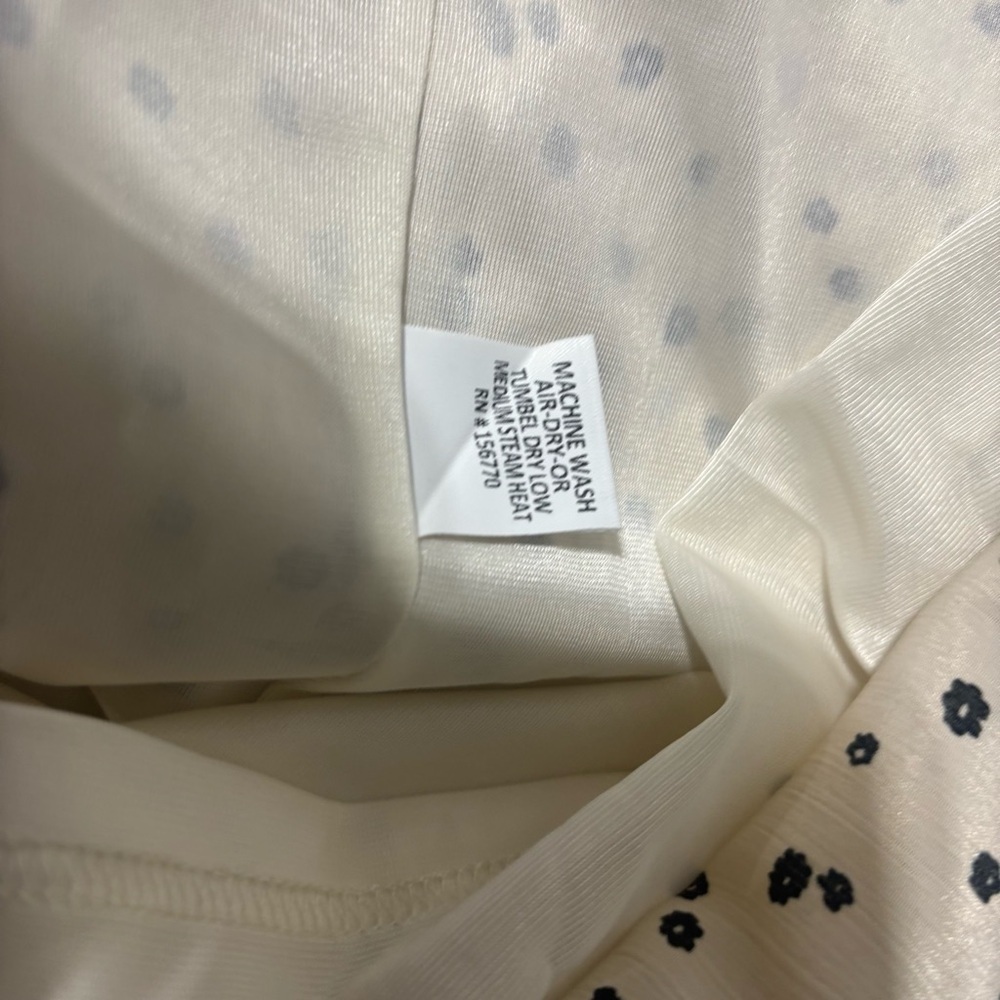 MACHINE WASH
AIR-DRY-OR
TUMBEL DRY LOW
MEDIUM STEAM HEAT
RN # 156770